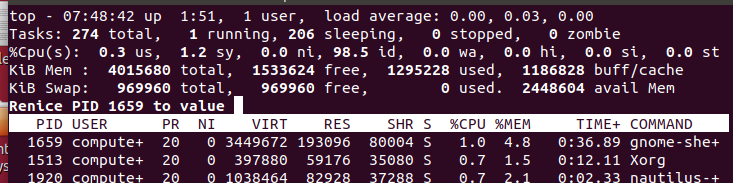 top - 07:48:42 up  1:51,  1 user,  load average: 0.00, 0.03, 0.00
Tasks: 274 total,   1 running, 206 sleeping,   0 stopped,   0 zombie
%Cpu(s):  0.3 us,  1.2 sy,  0.0 ni, 98.5 id,  0.0 wa,  0.0 hi,  0.0 si,  0.0 st
KiB Mem :  4015680 total,  1533624 free,  1295228 used,  1186828 buff/cache
KiB Swap:   969960 total,   969960 free,        0 used.  2448604 avail Mem
Renice PID 1659 to value
  PID USER      PR  NI    VIRT    RES    SHR S  %CPU %MEM     TIME+ COMMAND
 1659 compute+  20   0 3449672 193096  80004 S   1.0  4.8   0:36.89 gnome-she+
 1513 compute+  20   0  397880  59176  35080 S   0.7  1.5   0:12.11 Xorg
 1920 compute+  20   0 1038464  82928  37288 S   0.7  2.1   0:02.33 nautilus-+